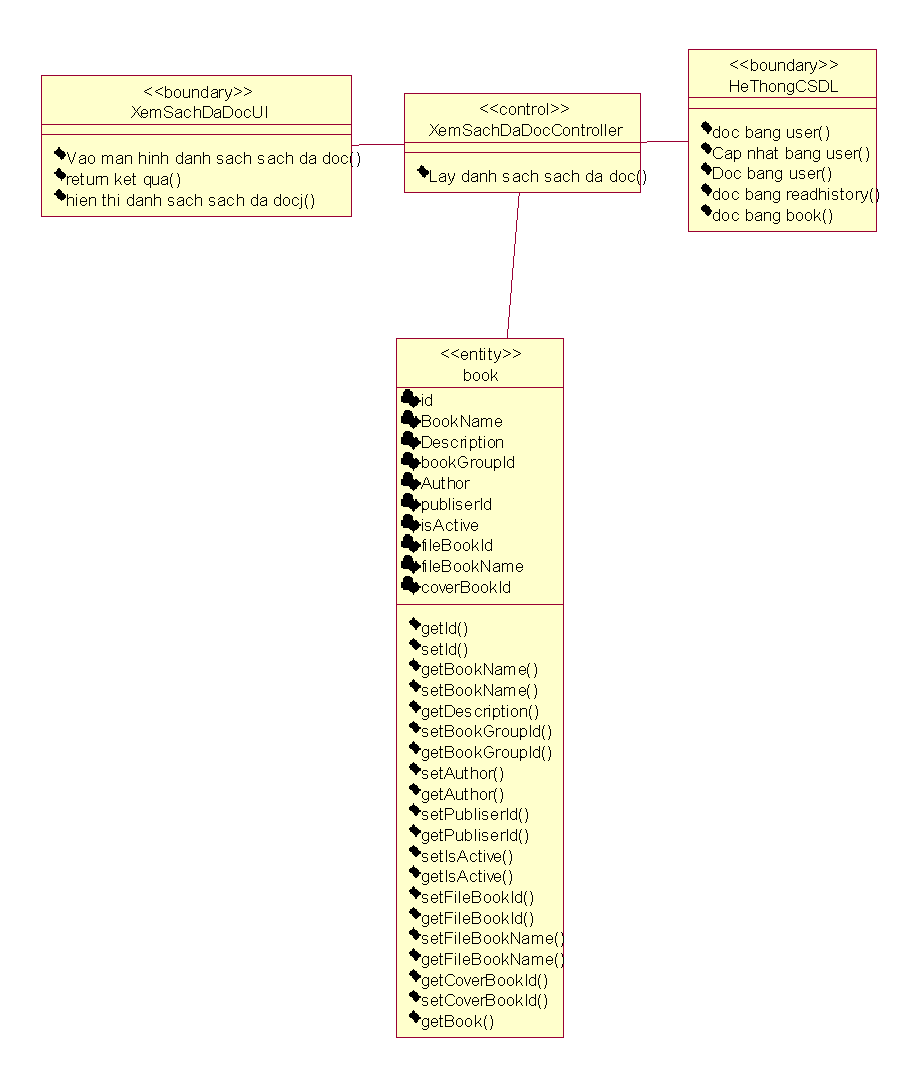 <<boundary>>
XemSachDaDocUI
Vao man hinh danh sach sach da doc()
return ket qua()
hien thi danh sach sach da docj()
<<control>>
XemSachDaDocController
Lay danh sach sach da doc()
<<boundary>>
HeThongCSDL
doc bang user()
Cap nhat bang user()
Doc bang user()
doc bang readhistory()
doc bang book()
<<entity>>
book
id
BookName
Description
bookGroupId
Author
publiserId
isActive
fileBookId
fileBookName
coverBookId
getId()
setId()
getBookName()
setBookName()
getDescription()
setBookGroupId()
getBookGroupId()
setAuthor()
getAuthor()
setPubliserId()
getPubliserId()
setIsActive()
getIsActive()
setFileBookId()
getFileBookId()
setFileBookName()
getFileBookName()
getCoverBookId()
setCoverBookId()
getBook()